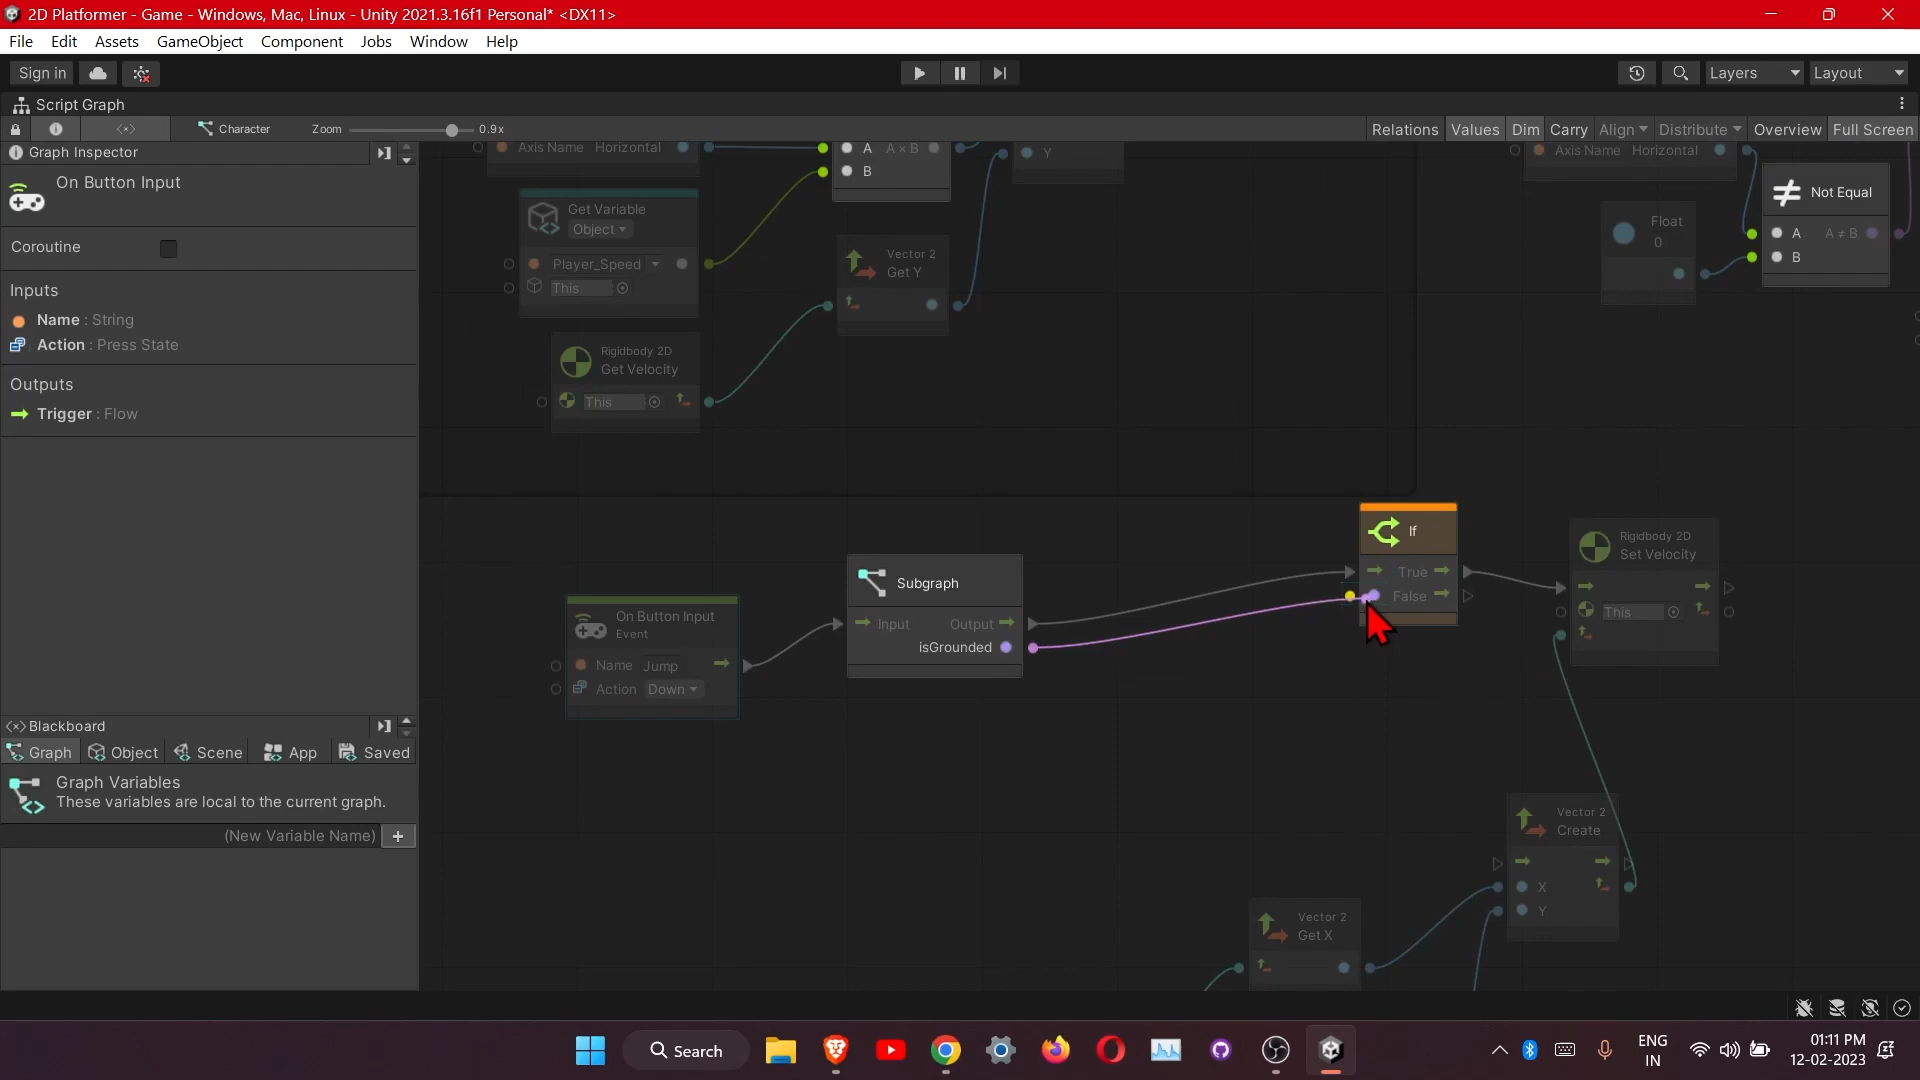 2D Platformer - Game - Windows, Mac, Linux - Unity 2021.3.16f1 Personal* <DX11>
File Edit Assets GameObject Component Jobs Window Help
Sign in Layers Layout
Script Graph
Character Zoom 0.9x Relations Values Dim Carry Align Distribute Overview Full Screen
Graph Inspector
On Button Input
Coroutine
Inputs
Name : String
Action : Press State
Outputs
Trigger : Flow
Blackboard
Graph Object Scene App Saved
Graph Variables
These variables are local to the current graph.
(New Variable Name) +
Axis Name Horizontal
A A × B
B
Y
Get Variable
Object
Player_Speed
This
Vector 2
Get Y
Rigidbody 2D
Get Velocity
This
Axis Name Horizontal
Float
0
Not Equal
A A ≠ B
B
On Button Input
Event
Name Jump
Action Down
Subgraph
Input Output
isGrounded
If
True
False
Rigidbody 2D
Set Velocity
This
Vector 2
Create
X
Y
Vector 2
Get X
Search
ENG
IN
01:11 PM
12-02-2023